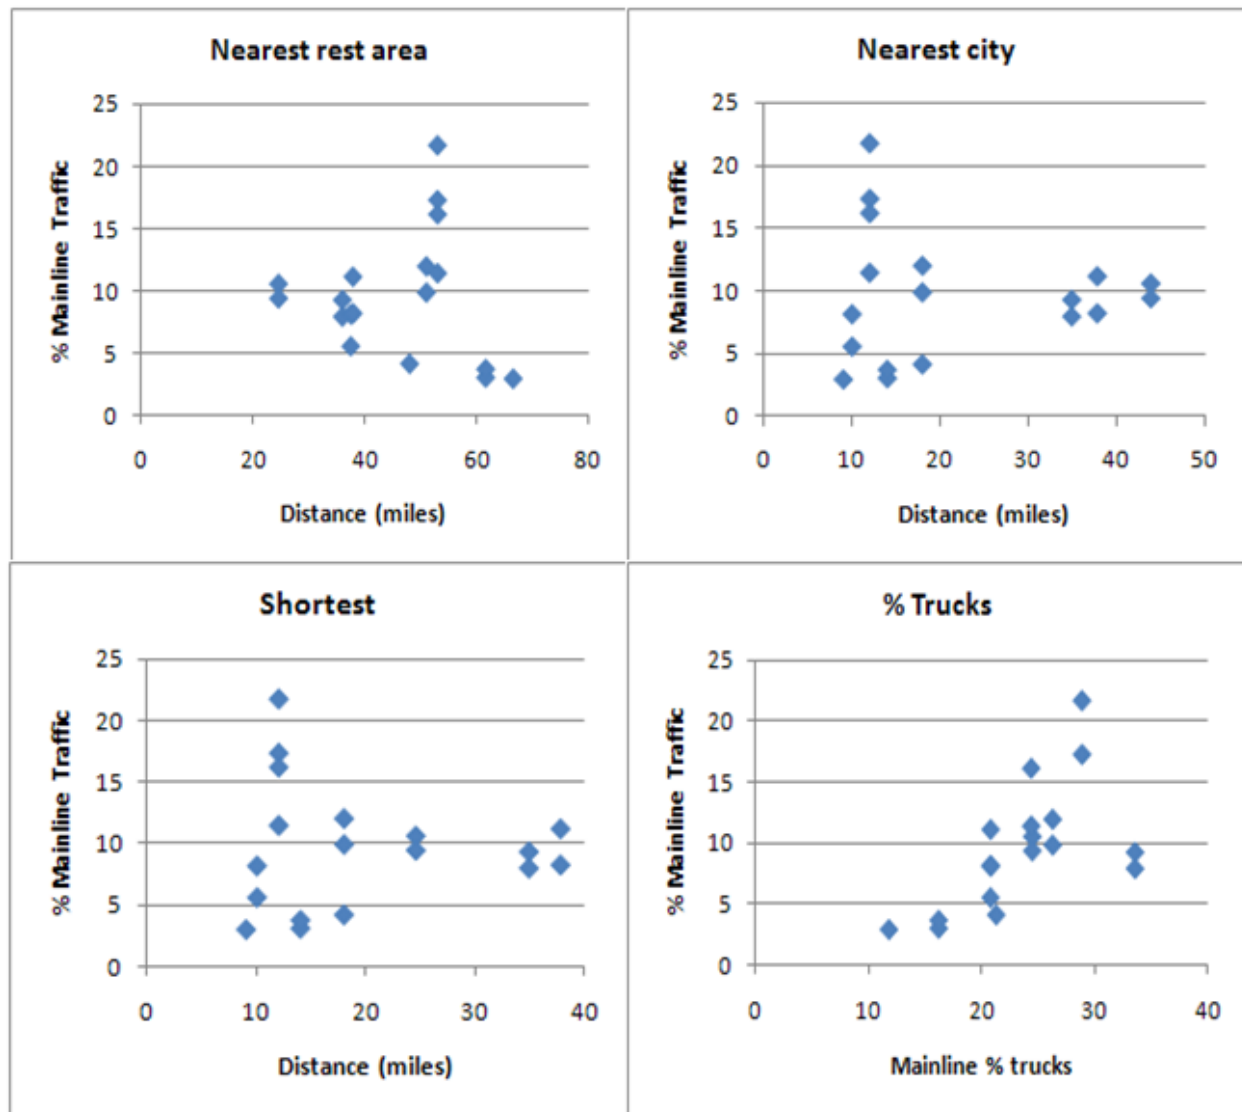 Nearest rest area
25
20
15
10
5
0
% Mainline Traffic
0 20 40 60 80
Distance (miles)
Nearest city
25
20
15
10
5
0
% Mainline Traffic
0 10 20 30 40 50
Distance (miles)
Shortest
25
20
15
10
5
0
% Mainline Traffic
0 10 20 30 40
Distance (miles)
% Trucks
25
20
15
10
5
0
% Mainline Traffic
0 10 20 30 40
Mainline % trucks